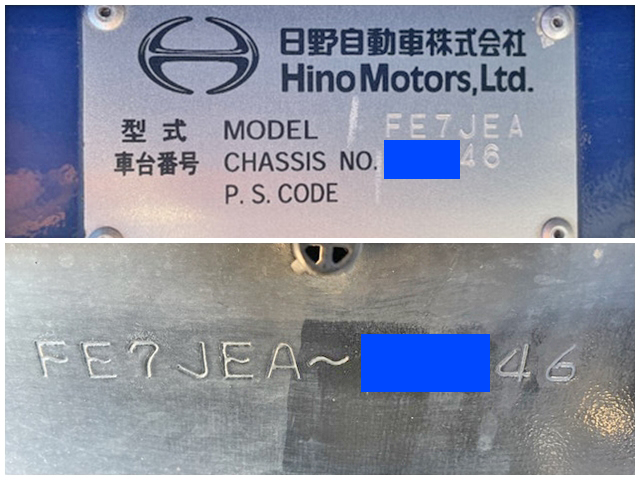 日野自動車株式会社
Hino Motors, Ltd.
型式 MODEL FE7JEA
車台番号 CHASSIS NO. 46
P. S. CODE
FE7JEA~ 46